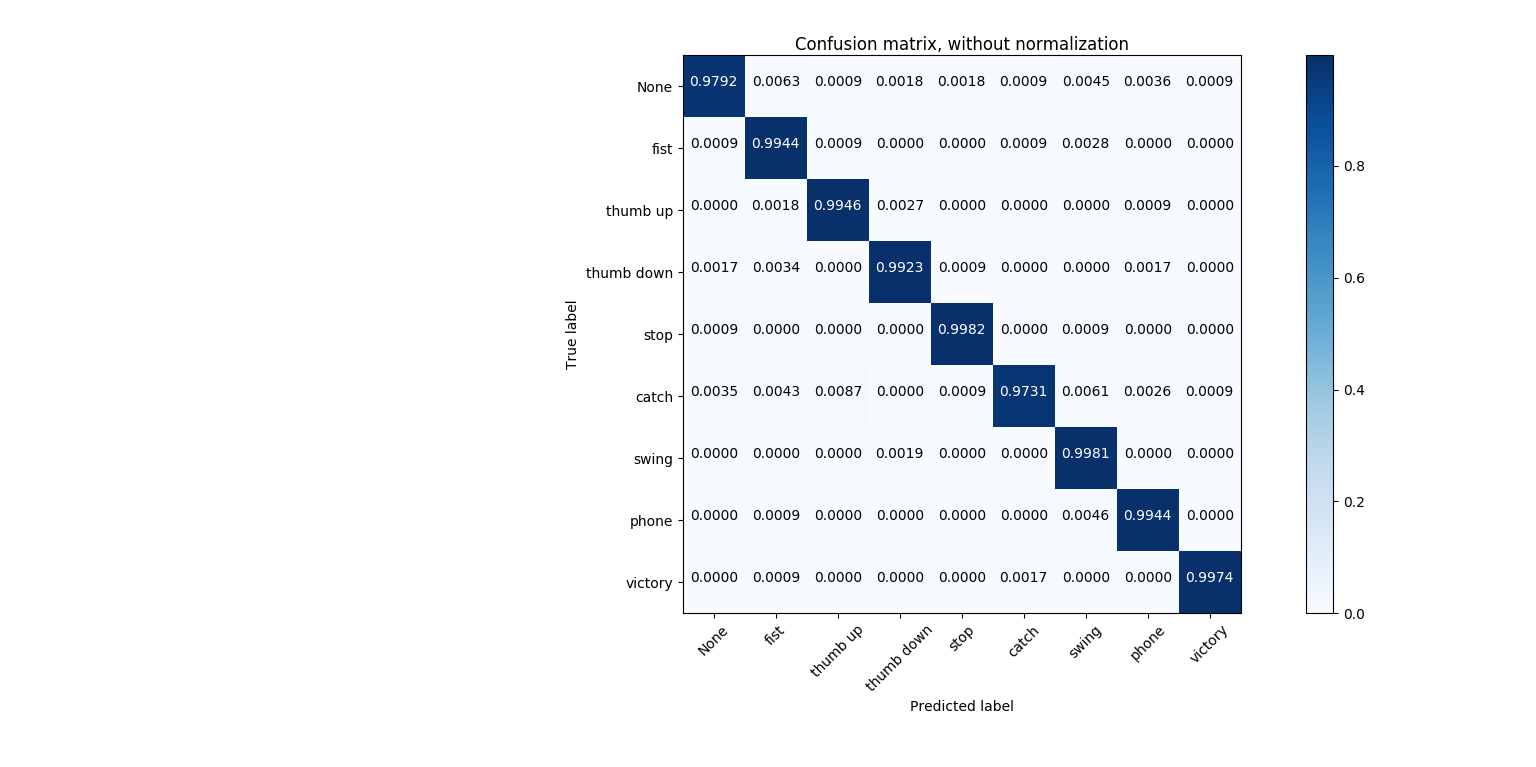 Confusion matrix, without normalization
None 0.9792 0.0063 0.0009 0.0018 0.0018 0.0009 0.0045 0.0036 0.0009
fist 0.0009 0.9944 0.0009 0.0000 0.0000 0.0009 0.0028 0.0000 0.0000
0.8
thumb up 0.0000 0.0018 0.9946 0.0027 0.0000 0.0000 0.0000 0.0009 0.0000
thumb down 0.0017 0.0034 0.0000 0.9923 0.0009 0.0000 0.0000 0.0017 0.0000
0.6
True label
stop 0.0009 0.0000 0.0000 0.0000 0.9982 0.0000 0.0009 0.0000 0.0000
0.4
catch 0.0035 0.0043 0.0087 0.0000 0.0009 0.9731 0.0061 0.0026 0.0009
swing 0.0000 0.0000 0.0000 0.0019 0.0000 0.0000 0.9981 0.0000 0.0000
0.2
phone 0.0000 0.0009 0.0000 0.0000 0.0000 0.0000 0.0046 0.9944 0.0000
victory 0.0000 0.0009 0.0000 0.0000 0.0000 0.0017 0.0000 0.0000 0.9974
0.0
None fist thumb up thumb down stop catch swing phone victory
Predicted label